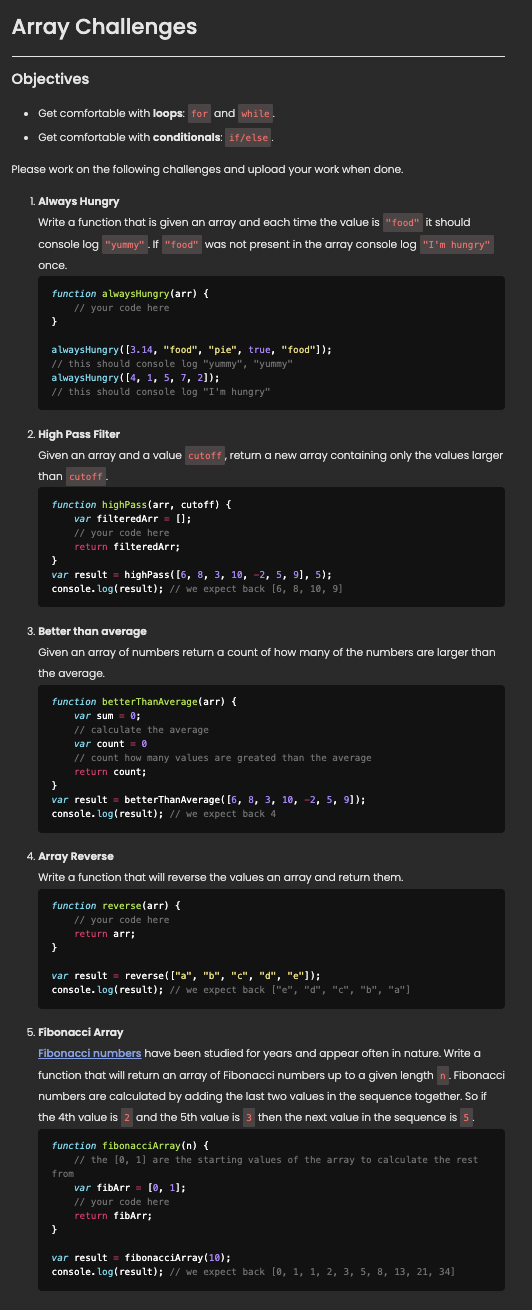 Array Challenges
Objectives
• Get comfortable with loops: for and while.
• Get comfortable with conditionals: if/else.
Please work on the following challenges and upload your work when done.
1. Always Hungry
Write a function that is given an array and each time the value is "food" it should
console log "yummy". If "food" was not present in the array console log "I'm hungry"
once.
function alwaysHungry(arr) {
    // your code here
}

alwaysHungry([3.14, "food", "pie", true, "food"]);
// this should console log "yummy", "yummy"
alwaysHungry([4, 1, 5, 7, 2]);
// this should console log "I'm hungry"
2. High Pass Filter
Given an array and a value cutoff, return a new array containing only the values larger
than cutoff.
function highPass(arr, cutoff) {
    var filteredArr = [];
    // your code here
    return filteredArr;
}
var result = highPass([6, 8, 3, 10, -2, 5, 9], 5);
console.log(result); // we expect back [6, 8, 10, 9]
3. Better than average
Given an array of numbers return a count of how many of the numbers are larger than
the average.
function betterThanAverage(arr) {
    var sum = 0;
    // calculate the average
    var count = 0
    // count how many values are greated than the average
    return count;
}
var result = betterThanAverage([6, 8, 3, 10, -2, 5, 9]);
console.log(result); // we expect back 4
4. Array Reverse
Write a function that will reverse the values an array and return them.
function reverse(arr) {
    // your code here
    return arr;
}

var result = reverse(["a", "b", "c", "d", "e"]);
console.log(result); // we expect back ["e", "d", "c", "b", "a"]
5. Fibonacci Array
Fibonacci numbers have been studied for years and appear often in nature. Write a
function that will return an array of Fibonacci numbers up to a given length n. Fibonacci
numbers are calculated by adding the last two values in the sequence together. So if
the 4th value is 2 and the 5th value is 3 then the next value in the sequence is 5.
function fibonacciArray(n) {
    // the [0, 1] are the starting values of the array to calculate the rest
from
    var fibArr = [0, 1];
    // your code here
    return fibArr;
}

var result = fibonacciArray(10);
console.log(result); // we expect back [0, 1, 1, 2, 3, 5, 8, 13, 21, 34]